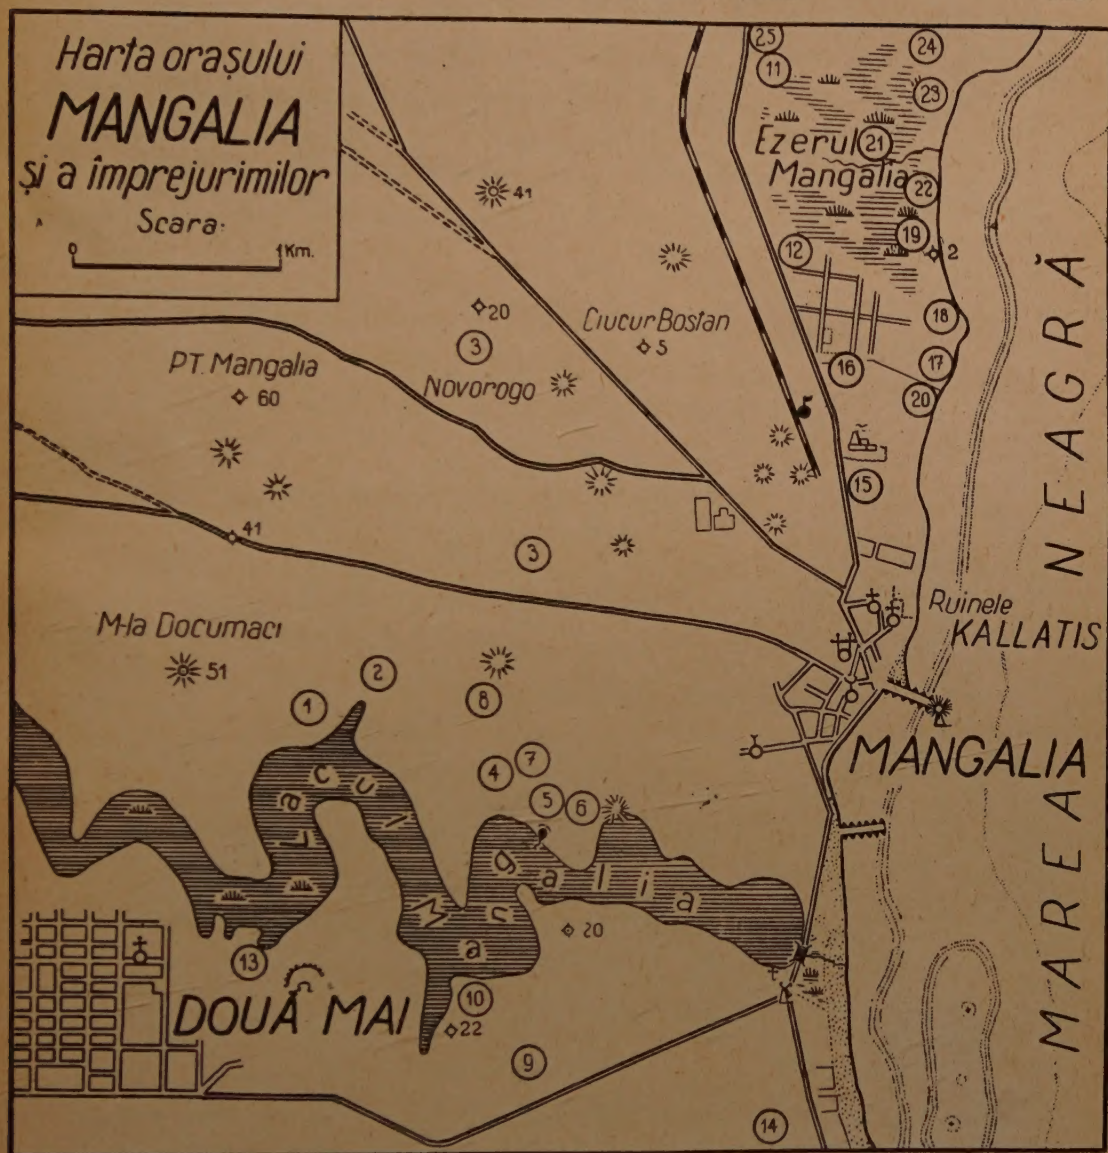 Harta orașului
MANGALIA
și a împrejurimilor
Scara:
0 1Km.
25
24
11
23
Ezerul 21
Mangalia 22
41
19
12
2
20
Ciucur Bostan
18
3
5
PT. Mangalia
Novorogo
16
17
60
20
15
41
3
Ruinele
KALLATIS
M-la Documaci
51
2
1
8
MANGALIA
7
4
5
6
Lacul Mangalia
20
13
10
DOUĂ MAI
22
9
14
MAREA NEAGRĂ